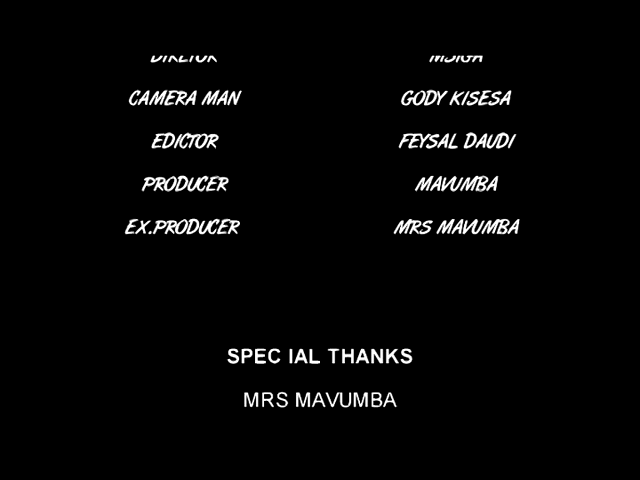 CAMERA MAN GODY KISESA
EDICTOR FEYSAL DAUDI
PRODUCER MAVUMBA
EX.PRODUCER MRS MAVUMBA
SPEC IAL THANKS
MRS MAVUMBA